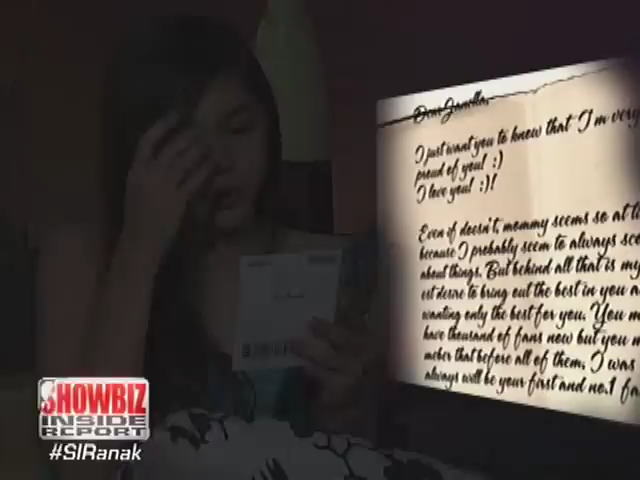 Dear Janella,
I just want you to know that I'm very
proud of you! :)
I love you! :)!
Even if doesn't, mommy seems so at ti
because I probably seem to always sco
about things. But behind all that is my
est desire to bring out the best in you a
wanting only the best for you. You m
have thousand of fans now but you m
meber that before all of them, I was
always will be your first and no.1 fa
SHOWBIZ
INSIDE
REPORT
#SIRanak